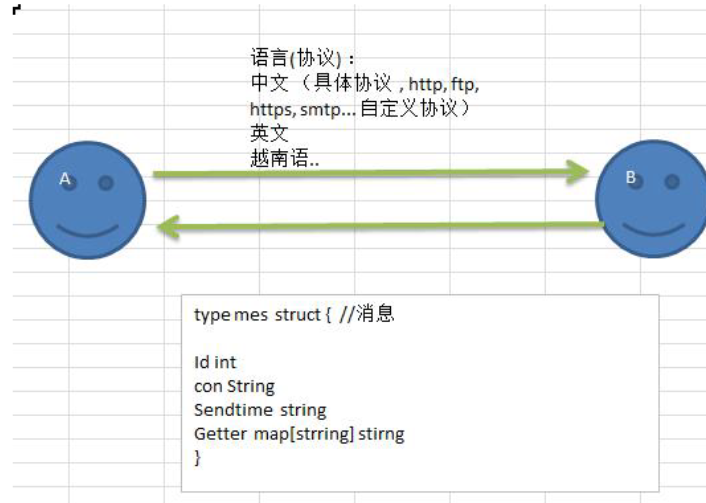 语言(协议)：
中文（具体协议 , http, ftp,
https, smtp... 自定义协议）
英文
越南语..
A
B
type mes struct { //消息
Id int
con String
Sendtime string
Getter map[strring] stirng
}